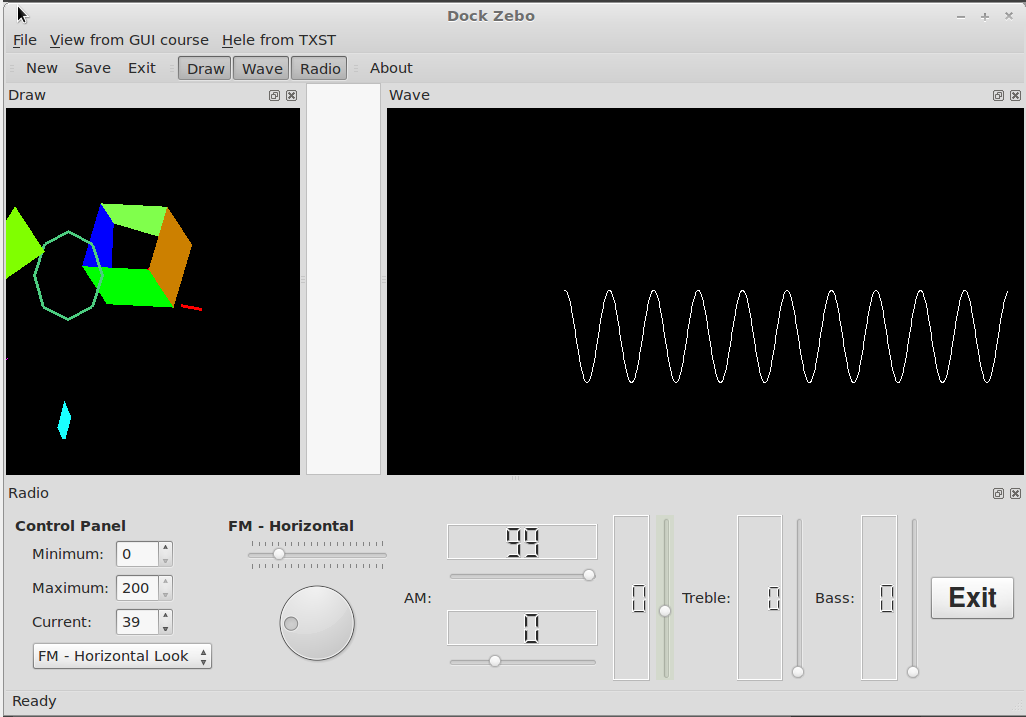 Dock Zebo
File View from GUI course Hele from TXST
New Save Exit Draw Wave Radio About
Draw
Wave
Radio
Control Panel
Minimum: 0
Maximum: 200
Current: 39
FM - Horizontal Look
FM - Horizontal
AM:
99
0
0
Treble: 0
Bass: 0
Exit
Ready